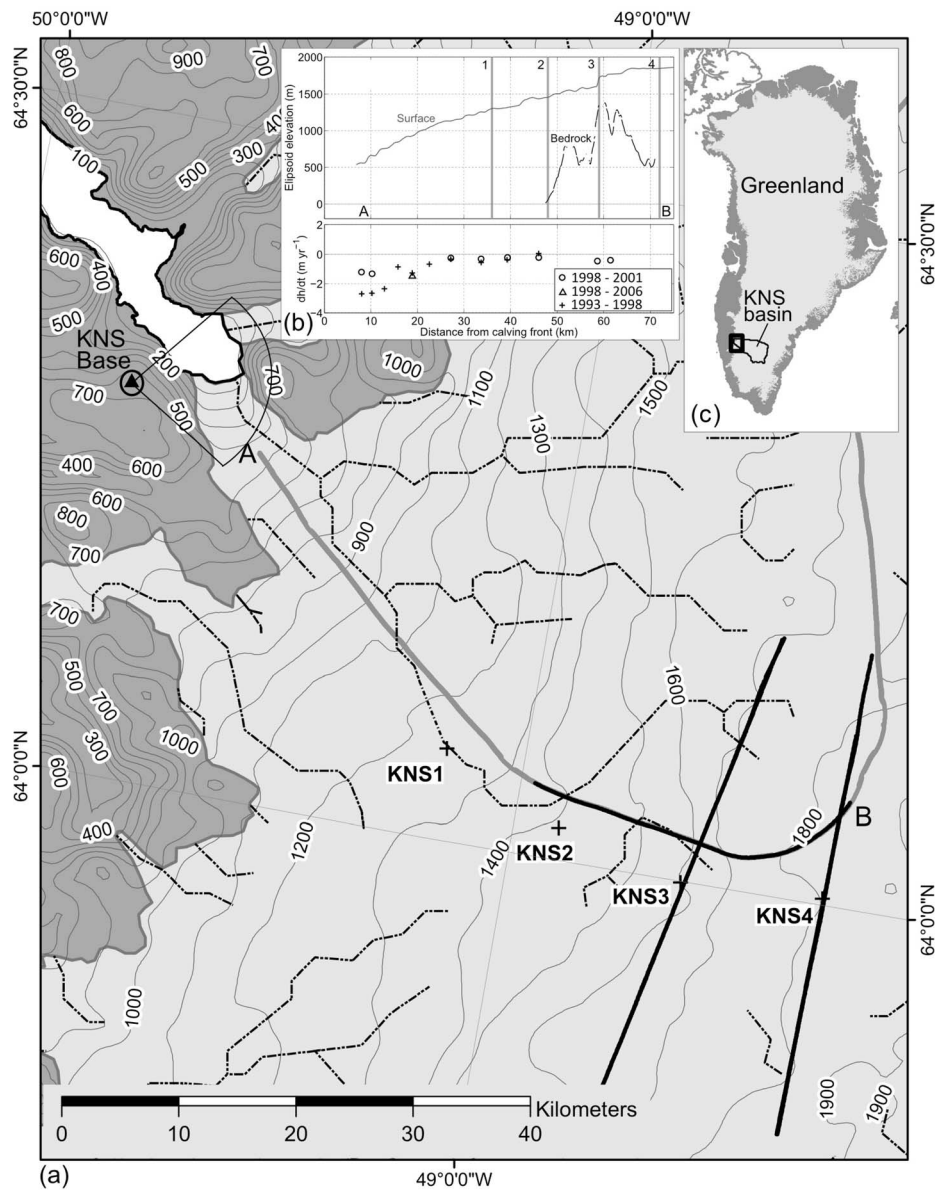 50°0'0"W
49°0'0"W
64°30'0"N
64°30'0"N
64°0'0"N
64°0'0"N
49°0'0"W
800
900
700
600
100
500
300
400
600
400
500
KNS
Base
200
700
500
700
1000
400
600
600
800
700
A
1100
1300
1500
900
700
500
700
300
1000
600
400
1600
KNS1
1200
1400
KNS2
1800
B
KNS3
KNS4
1000
1900
1900
Kilometers
0 10 20 30 40
(a)
2000
1500
1000
500
0
Elipsoid elevation (m)
1 2 3 4
Surface
Bedrock
A
B
2
0
−2
−4
dh/dt (m yr⁻¹)
1998 - 2001
1998 - 2006
1993 - 1998
(b)
0 10 20 30 40 50 60 70
Distance from calving front (km)
Greenland
KNS
basin
(c)